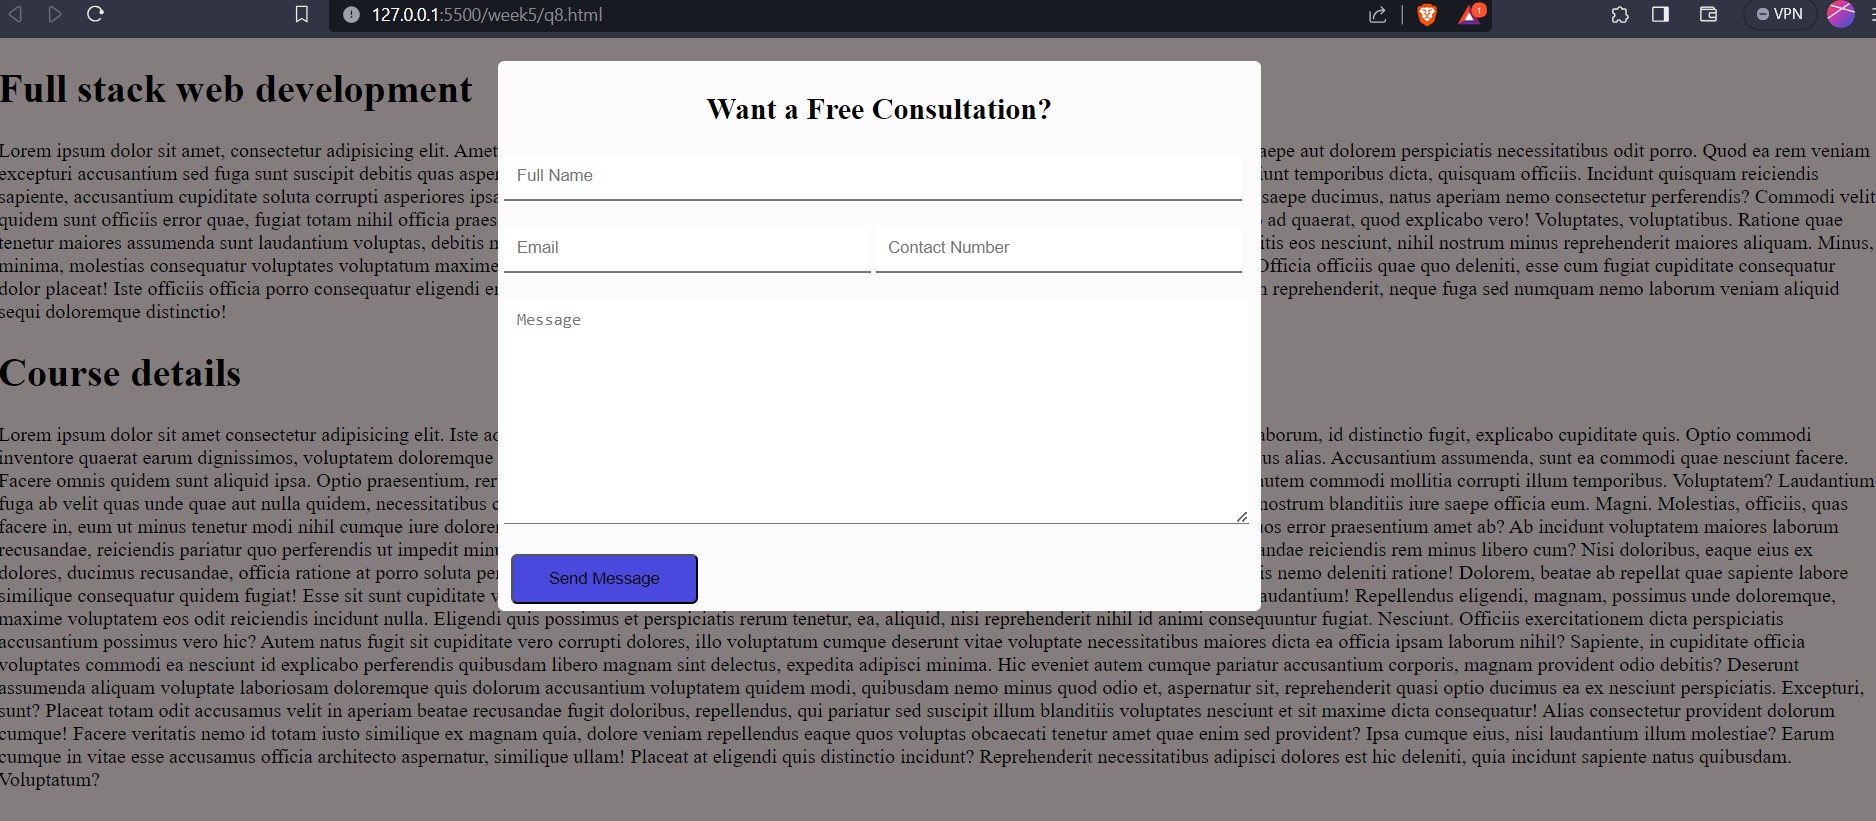 127.0.0.1:5500/week5/q8.html
1
VPN
Full stack web development
Lorem ipsum dolor sit amet, consectetur adipisicing elit. Amet
aepe aut dolorem perspiciatis necessitatibus odit porro. Quod ea rem veniam
excepturi accusantium sed fuga sunt suscipit debitis quas asper
unt temporibus dicta, quisquam officiis. Incidunt quisquam reiciendis
sapiente, accusantium cupiditate soluta corrupti asperiores ipsa
saepe ducimus, natus aperiam nemo consectetur perferendis? Commodi velit
quidem sunt officiis error quae, fugiat totam nihil officia praes
ad quaerat, quod explicabo vero! Voluptates, voluptatibus. Ratione quae
tenetur maiores assumenda sunt laudantium voluptas, debitis n
itis eos nesciunt, nihil nostrum minus reprehenderit maiores aliquam. Minus,
minima, molestias consequatur voluptates voluptatum maxime
Officia officiis quae quo deleniti, esse cum fugiat cupiditate consequatur
dolor placeat! Iste officiis officia porro consequatur eligendi er
n reprehenderit, neque fuga sed numquam nemo laborum veniam aliquid
sequi doloremque distinctio!
Want a Free Consultation?
Full Name
Email
Contact Number
Message
Send Message
Course details
Lorem ipsum dolor sit amet consectetur adipisicing elit. Iste ac
aborum, id distinctio fugit, explicabo cupiditate quis. Optio commodi
inventore quaerat earum dignissimos, voluptatem doloremque
us alias. Accusantium assumenda, sunt ea commodi quae nesciunt facere.
Facere omnis quidem sunt aliquid ipsa. Optio praesentium, rer
autem commodi mollitia corrupti illum temporibus. Voluptatem? Laudantium
fuga ab velit quas unde quae aut nulla quidem, necessitatibus c
nostrum blanditiis iure saepe officia eum. Magni. Molestias, officiis, quas
facere in, eum ut minus tenetur modi nihil cumque iure dolorer
os error praesentium amet ab? Ab incidunt voluptatem maiores laborum
recusandae, reiciendis pariatur quo perferendis ut impedit minu
andae reiciendis rem minus libero cum? Nisi doloribus, eaque eius ex
dolores, ducimus recusandae, officia ratione at porro soluta per
is nemo deleniti ratione! Dolorem, beatae ab repellat quae sapiente labore
similique consequatur quidem fugiat! Esse sit sunt cupiditate v
audantium! Repellendus eligendi, magnam, possimus unde doloremque,
maxime voluptatem eos odit reiciendis incidunt nulla. Eligendi quis possimus et perspiciatis rerum tenetur, ea, aliquid, nisi reprehenderit nihil id animi consequuntur fugiat. Nesciunt. Officiis exercitationem dicta perspiciatis
accusantium possimus vero hic? Autem natus fugit sit cupiditate vero corrupti dolores, illo voluptatum cumque deserunt vitae voluptate necessitatibus maiores dicta ea officia ipsam laborum nihil? Sapiente, in cupiditate officia
voluptates commodi ea nesciunt id explicabo perferendis quibusdam libero magnam sint delectus, expedita adipisci minima. Hic eveniet autem cumque pariatur accusantium corporis, magnam provident odio debitis? Deserunt
assumenda aliquam voluptate laboriosam doloremque quis dolorum accusantium voluptatem quidem modi, quibusdam nemo minus quod odio et, aspernatur sit, reprehenderit quasi optio ducimus ea ex nesciunt perspiciatis. Excepturi,
sunt? Placeat totam odit accusamus velit in aperiam beatae recusandae fugit doloribus, repellendus, qui pariatur sed suscipit illum blanditiis voluptates nesciunt et sit maxime dicta consequatur! Alias consectetur provident dolorum
cumque! Facere veritatis nemo id totam iusto similique ex magnam quia, dolore veniam repellendus eaque quos voluptas obcaecati tenetur amet quae enim sed provident? Ipsa cumque eius, nisi laudantium illum molestiae? Earum
cumque in vitae esse accusamus officia architecto aspernatur, similique ullam! Placeat at eligendi quis distinctio incidunt? Reprehenderit necessitatibus adipisci dolores est hic deleniti, quia incidunt sapiente natus quibusdam.
Voluptatum?